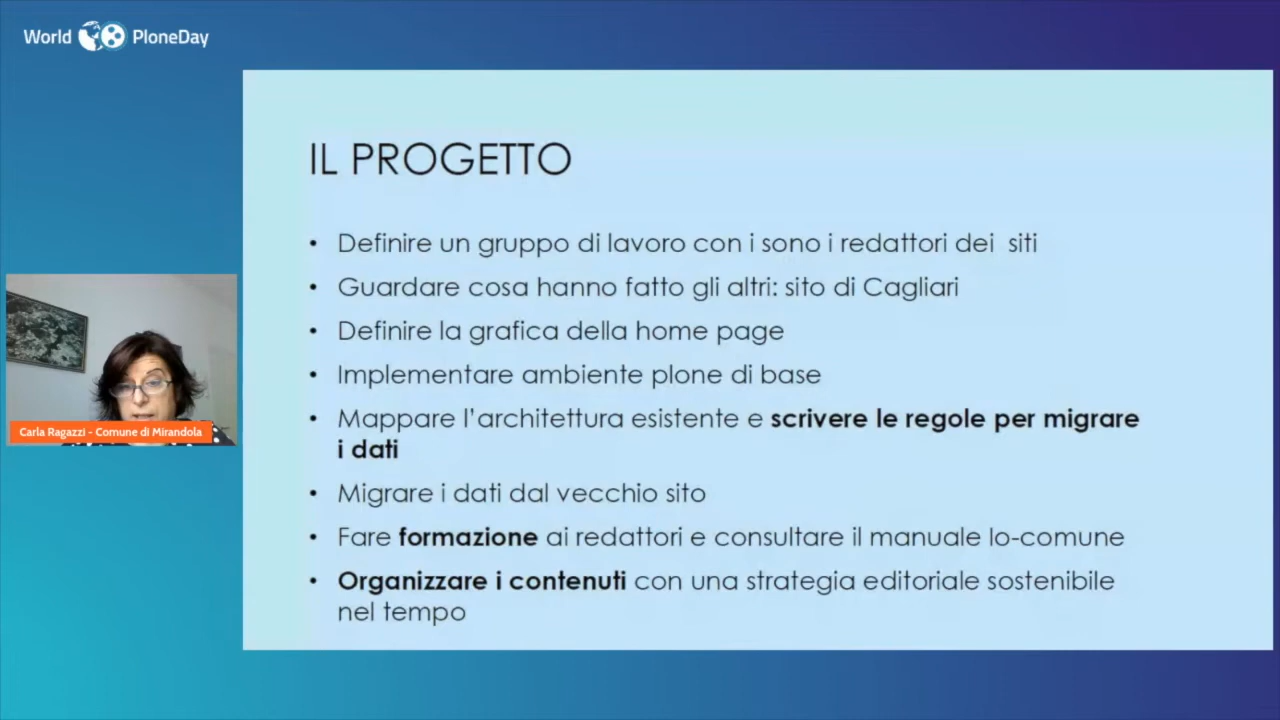 World PloneDay
IL PROGETTO
• Definire un gruppo di lavoro con i sono i redattori dei siti
• Guardare cosa hanno fatto gli altri: sito di Cagliari
• Definire la grafica della home page
• Implementare ambiente plone di base
• Mappare l'architettura esistente e scrivere le regole per migrare
i dati
• Migrare i dati dal vecchio sito
• Fare formazione ai redattori e consultare il manuale Io-comune
• Organizzare i contenuti con una strategia editoriale sostenibile
nel tempo
Carla Ragazzi - Comune di Mirandola